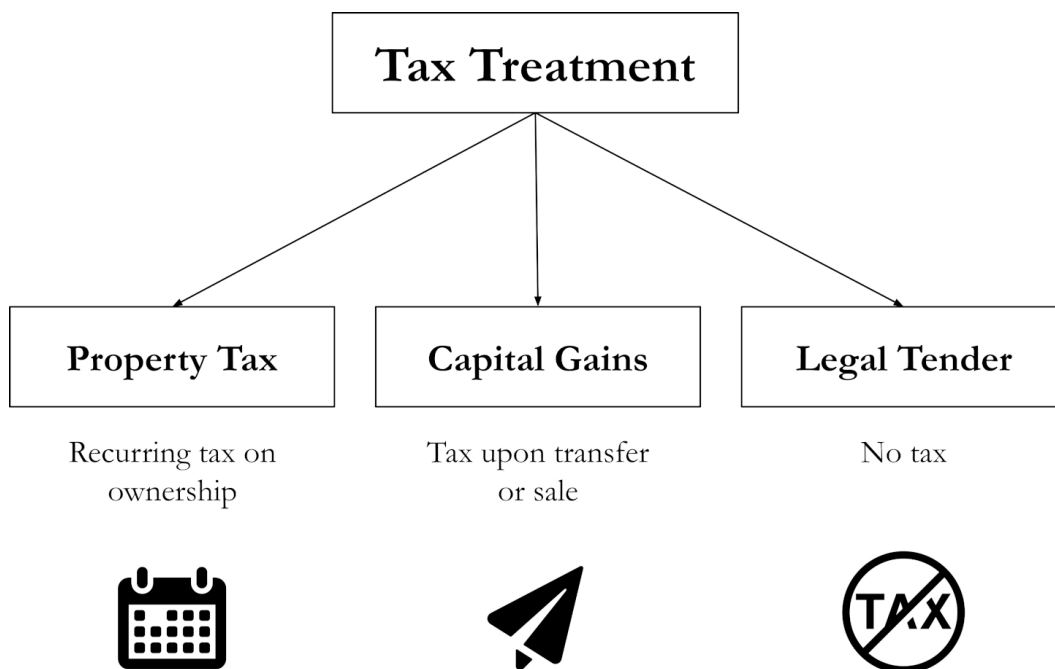 Tax Treatment
Property Tax
Capital Gains
Legal Tender
Recurring tax on
ownership
Tax upon transfer
or sale
No tax
TAX